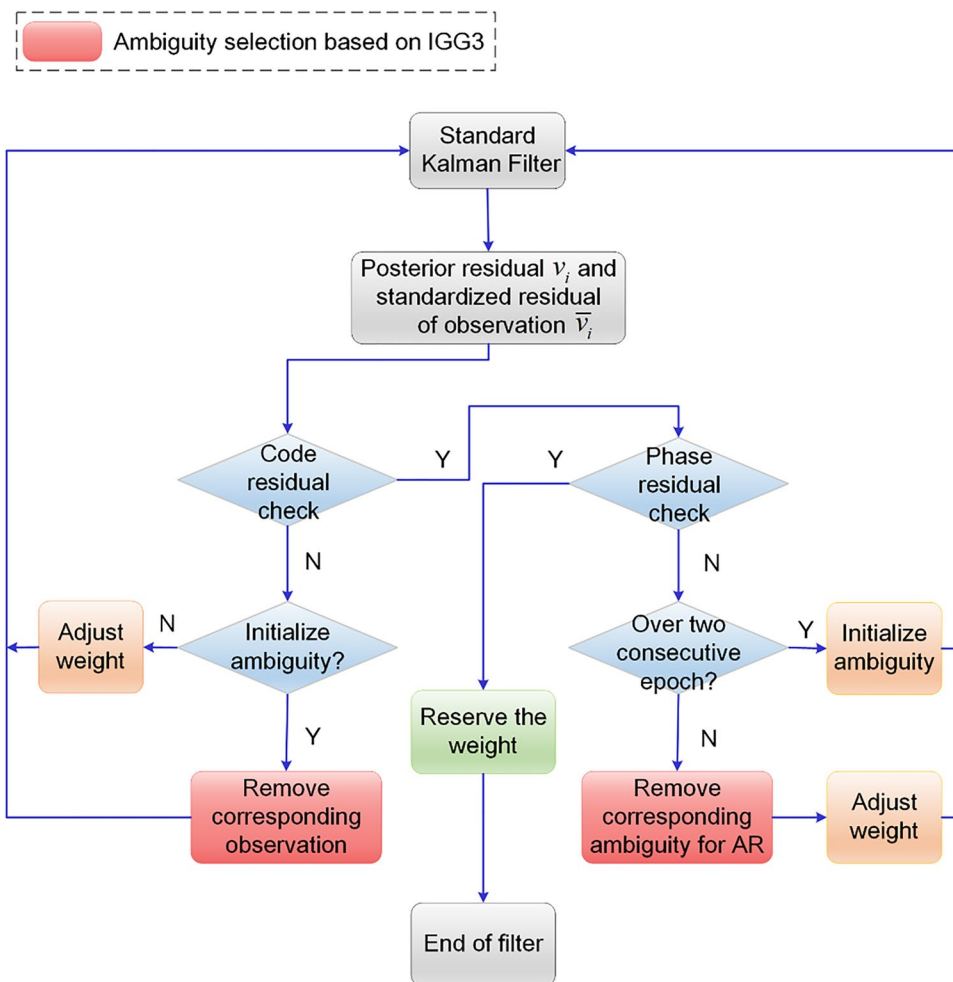 Ambiguity selection based on IGG3
Standard
Kalman Filter
Posterior residual v_i and
standardized residual
of observation v̅_i
Code
residual
check
Y
Y
Phase
residual
check
N
N
Adjust
weight
N
Initialize
ambiguity?
Over two
consecutive
epoch?
Y
Initialize
ambiguity
Y
Reserve the
weight
N
Remove
corresponding
observation
Remove
corresponding
ambiguity for AR
Adjust
weight
End of filter